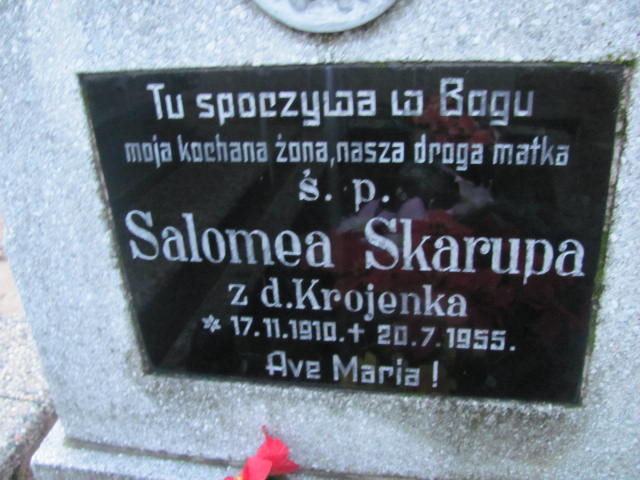 Tu spoczywa w Bogu
moja kochana żona, nasza droga matka
ś. p.
Salomea Skarupa
z d. Krojenka
* 17.11.1910. + 20.7.1955.
Ave Maria!